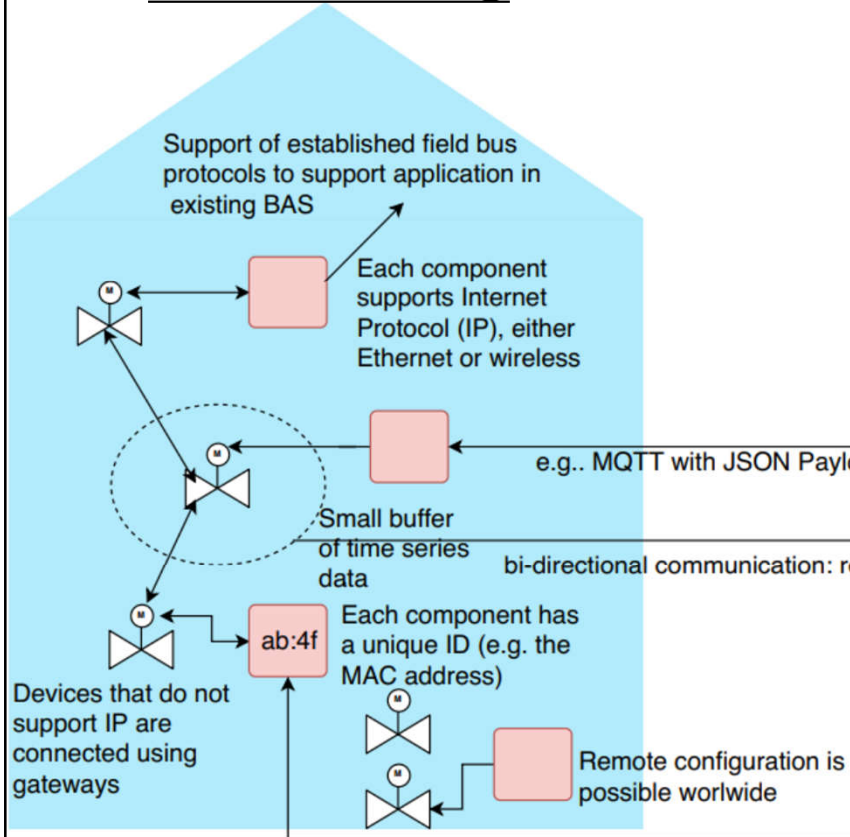 Support of established field bus
protocols to support application in
existing BAS
M
Each component
supports Internet
Protocol (IP), either
Ethernet or wireless
M
e.g.. MQTT with JSON
Small buffer
of time series
data
bi-directional communication:
M
ab:4f
Each component has
a unique ID (e.g. the
MAC address)
Devices that do not
support IP are
connected using
gateways
M
M
Remote configuration is
possible worlwide